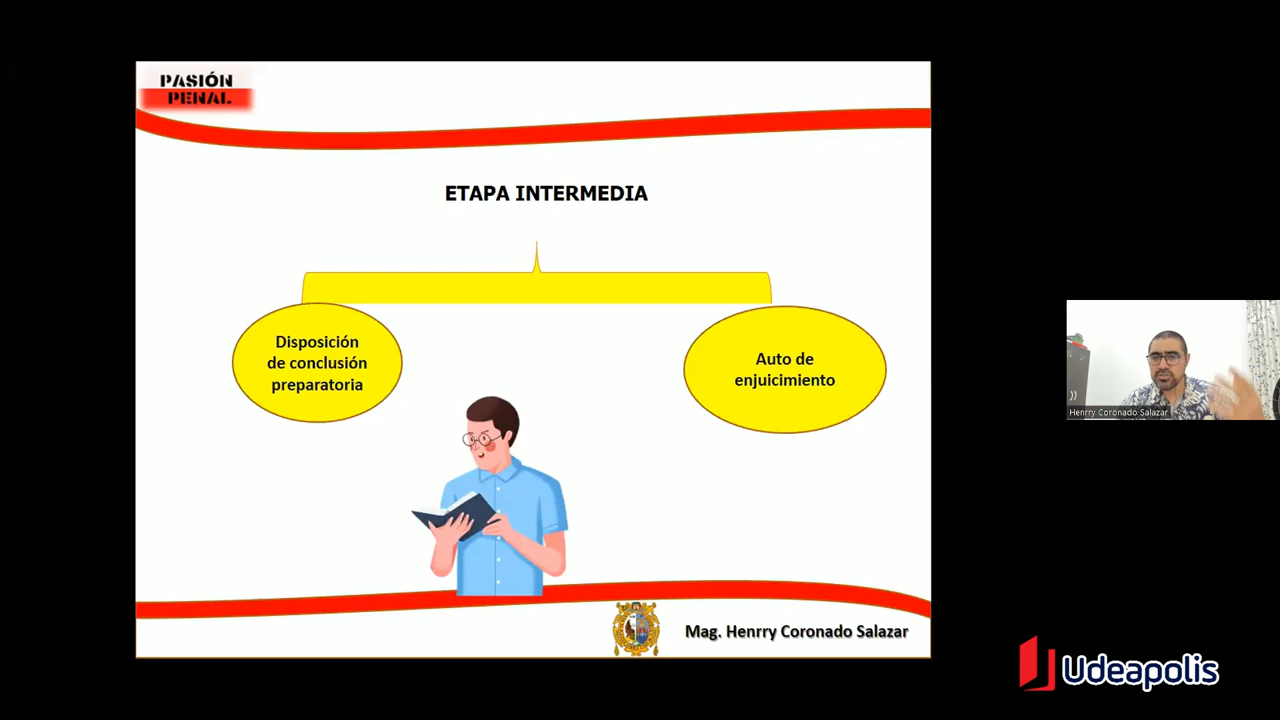 PASIÓN
PENAL
ETAPA INTERMEDIA
Disposición
de conclusión
preparatoria
Auto de
enjuicimiento
Henrry Coronado Salazar
Mag. Henrry Coronado Salazar
Udeapolis